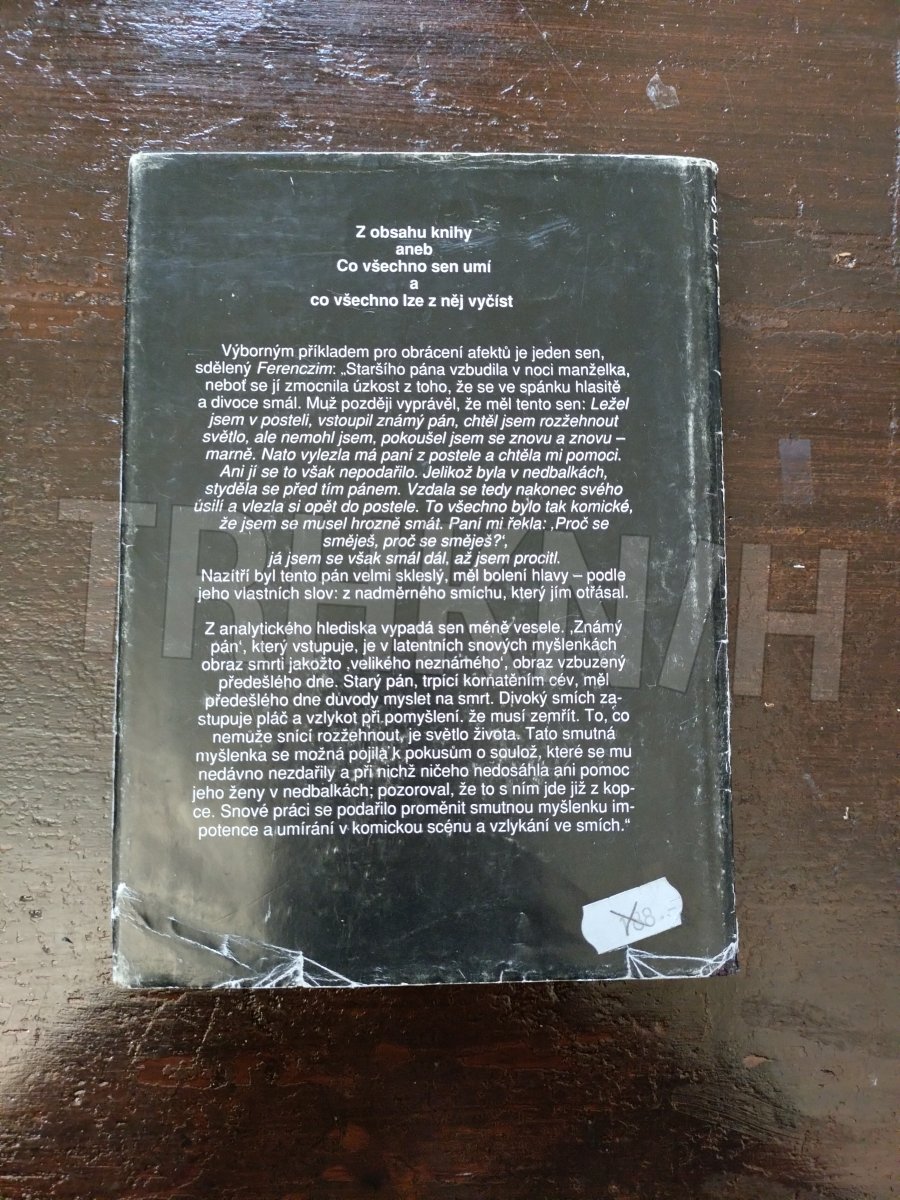 Z obsahu knihy
aneb
Co všechno sen umí
a
co všechno lze z něj vyčíst
Výborným příkladem pro obrácení afektů je jeden sen,
sdělený Ferenczim: „Staršího pána vzbudila v noci manželka,
neboť se jí zmocnila úzkost z toho, že se ve spánku hlasitě
a divoce smál. Muž později vyprávěl, že měl tento sen: Ležel
jsem v posteli, vstoupil známý pán, chtěl jsem rozžehnout
světlo, ale nemohl jsem, pokoušel jsem se znovu a znovu –
marně. Nato vylezla má paní z postele a chtěla mi pomoci.
Ani jí se to však nepodařilo. Jelikož byla v nedbalkách,
styděla se před tím pánem. Vzdala se tedy nakonec svého
úsilí a vlezla si opět do postele. To všechno bylo tak komické,
že jsem se musel hrozně smát. Paní mi řekla: ‚Proč se
směješ, proč se směješ?‘,
já jsem se však smál dál, až jsem procitl.
Nazítří byl tento pán velmi skleslý, měl bolení hlavy – podle
jeho vlastních slov: z nadměrného smíchu, který jím otřásal.
Z analytického hlediska vypadá sen méně vesele. ‚Známý
pán‘, který vstupuje, je v latentních snových myšlenkách
obraz smrti jakožto ‚velikého neznámého‘, obraz vzbuzený
předešlého dne. Starý pán, trpící kornatěním cév, měl
předešlého dne důvody myslet na smrt. Divoký smích za-
stupuje pláč a vzlykot při pomyšlení, že musí zemřít. To, co
nemůže snící rozžehnout, je světlo života. Tato smutná
myšlenka se možná pojila k pokusům o soulož, které se mu
nedávno nezdařily a při nichž ničeho nedosáhla ani pomoc
jeho ženy v nedbalkách; pozoroval, že to s ním jde již z kop-
ce. Snové práci se podařilo proměnit smutnou myšlenku im-
potence a umírání v komickou scénu a vzlykání ve smích.“